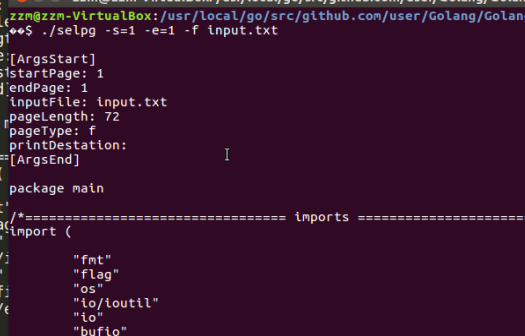 zzm@zzm-VirtualBox:/usr/local/go/src/github.com/user/Golang/Golan
$ ./selpg -s=1 -e=1 -f input.txt
[ArgsStart]
startPage: 1
endPage: 1
inputFile: input.txt
pageLength: 72
pageType: f
printDestation:
[ArgsEnd]
package main
/*================================= imports =====================
import (
"fmt"
"flag"
"os"
"io/ioutil"
"io"
"bufio"